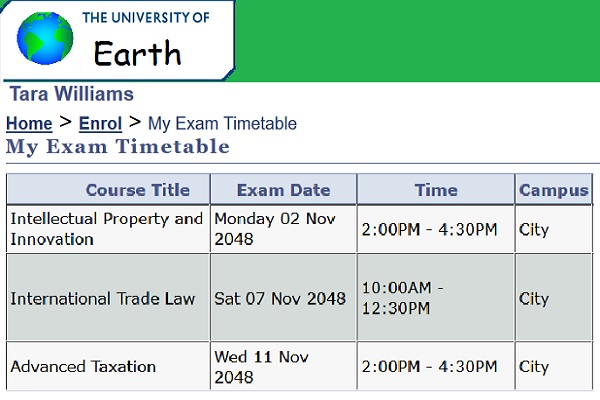 THE UNIVERSITY OF
Earth
Tara Williams
Home > Enrol > My Exam Timetable
My Exam Timetable
Course Title Exam Date Time Campus
Intellectual Property and Innovation Monday 02 Nov 2048 2:00PM - 4:30PM City
International Trade Law Sat 07 Nov 2048 10:00AM - 12:30PM City
Advanced Taxation Wed 11 Nov 2048 2:00PM - 4:30PM City